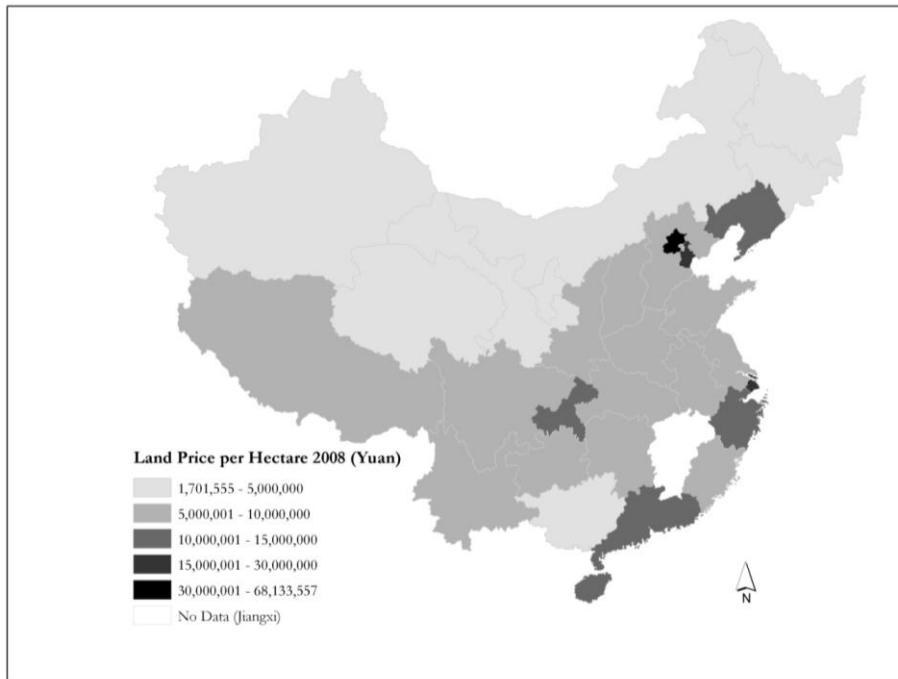 Land Price per Hectare 2008 (Yuan)
1,701,555 - 5,000,000
5,000,001 - 10,000,000
10,000,001 - 15,000,000
15,000,001 - 30,000,000
30,000,001 - 68,133,557
No Data (Jiangxi)
N